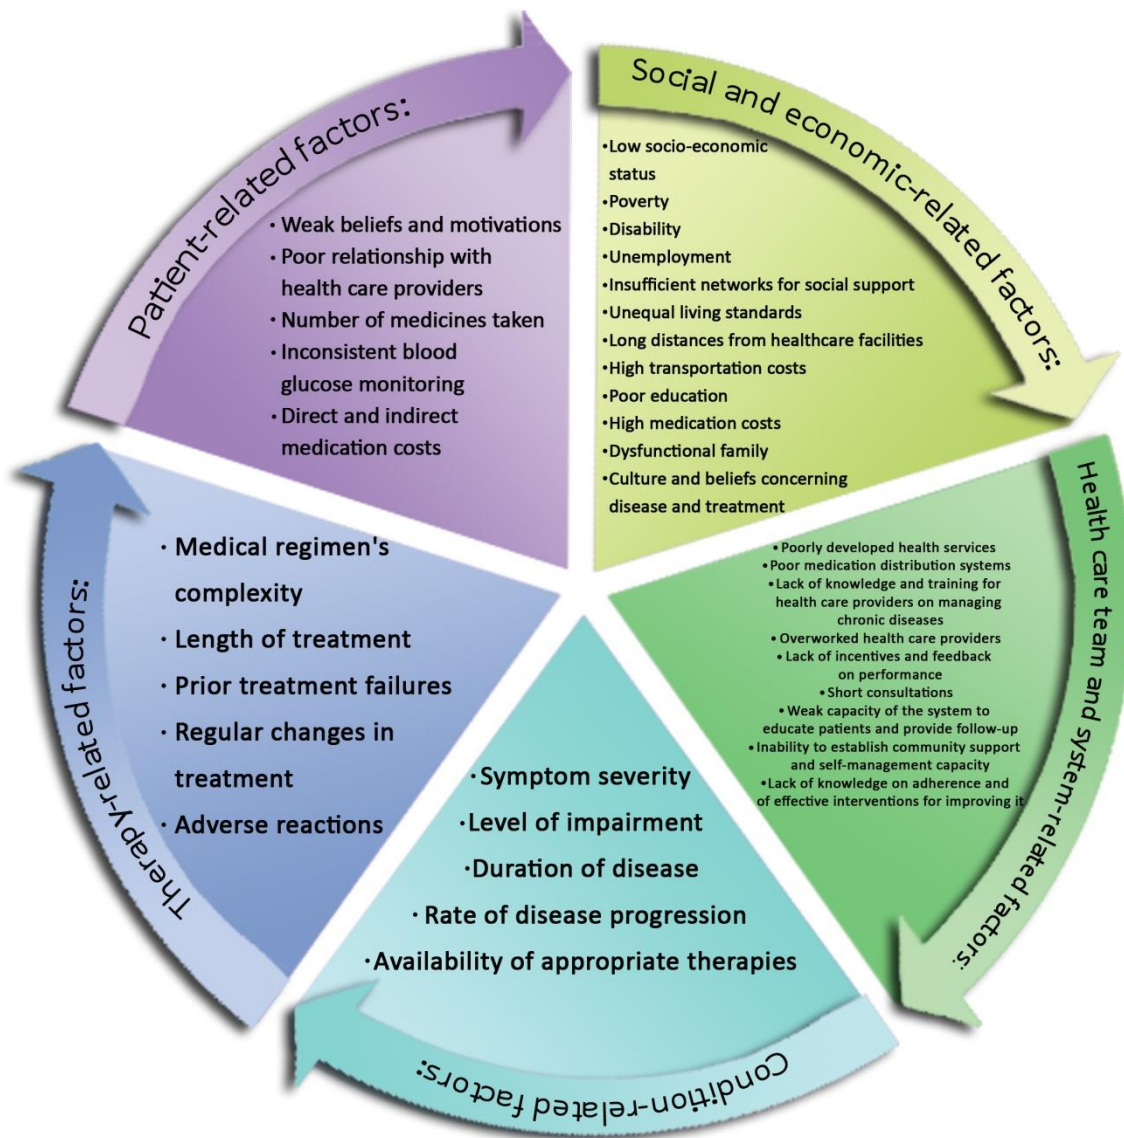 Social and economic-related factors:
•Low socio-economic
status
•Poverty
•Disability
•Unemployment
•Insufficient networks for social support
•Unequal living standards
•Long distances from healthcare facilities
•High transportation costs
•Poor education
•High medication costs
•Dysfunctional family
•Culture and beliefs concerning
disease and treatment
Health care team and system-related factors:
•Poorly developed health services
•Poor medication distribution systems
•Lack of knowledge and training for
health care providers on managing
chronic diseases
•Overworked health care providers
•Lack of incentives and feedback
on performance
•Short consultations
•Weak capacity of the system to
educate patients and provide follow-up
•Inability to establish community support
and self-management capacity
•Lack of knowledge on adherence and
of effective interventions for improving it
Condition-related factors:
·Symptom severity
·Level of impairment
·Duration of disease
·Rate of disease progression
·Availability of appropriate therapies
Therapy-related factors:
· Medical regimen's
complexity
· Length of treatment
· Prior treatment failures
· Regular changes in
treatment
· Adverse reactions
Patient-related factors:
· Weak beliefs and motivations
· Poor relationship with
health care providers
· Number of medicines taken
· Inconsistent blood
glucose monitoring
· Direct and indirect
medication costs